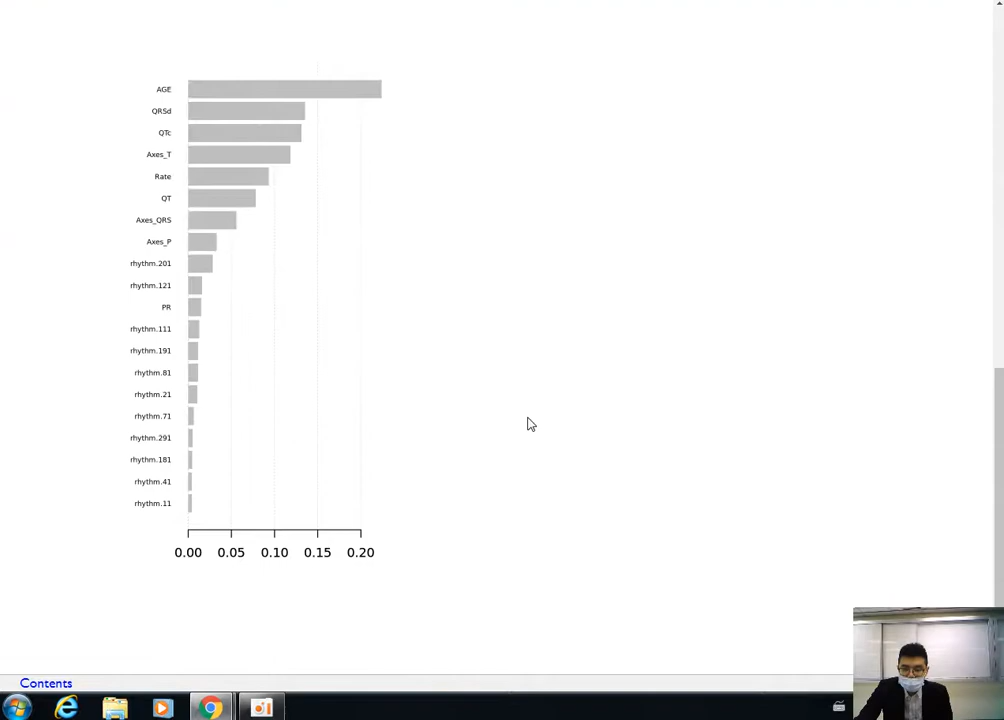 AGE
QRSd
QTc
Axes_T
Rate
QT
Axes_QRS
Axes_P
rhythm.201
rhythm.121
PR
rhythm.111
rhythm.191
rhythm.81
rhythm.21
rhythm.71
rhythm.291
rhythm.181
rhythm.41
rhythm.11
0.00 0.05 0.10 0.15 0.20
Contents